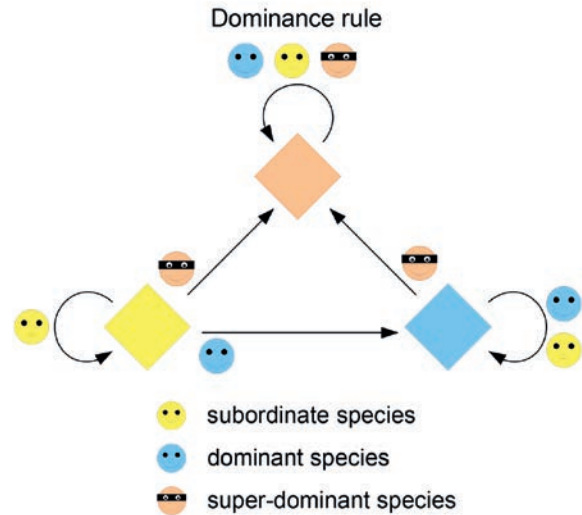 Dominance rule
subordinate species
dominant species
super-dominant species